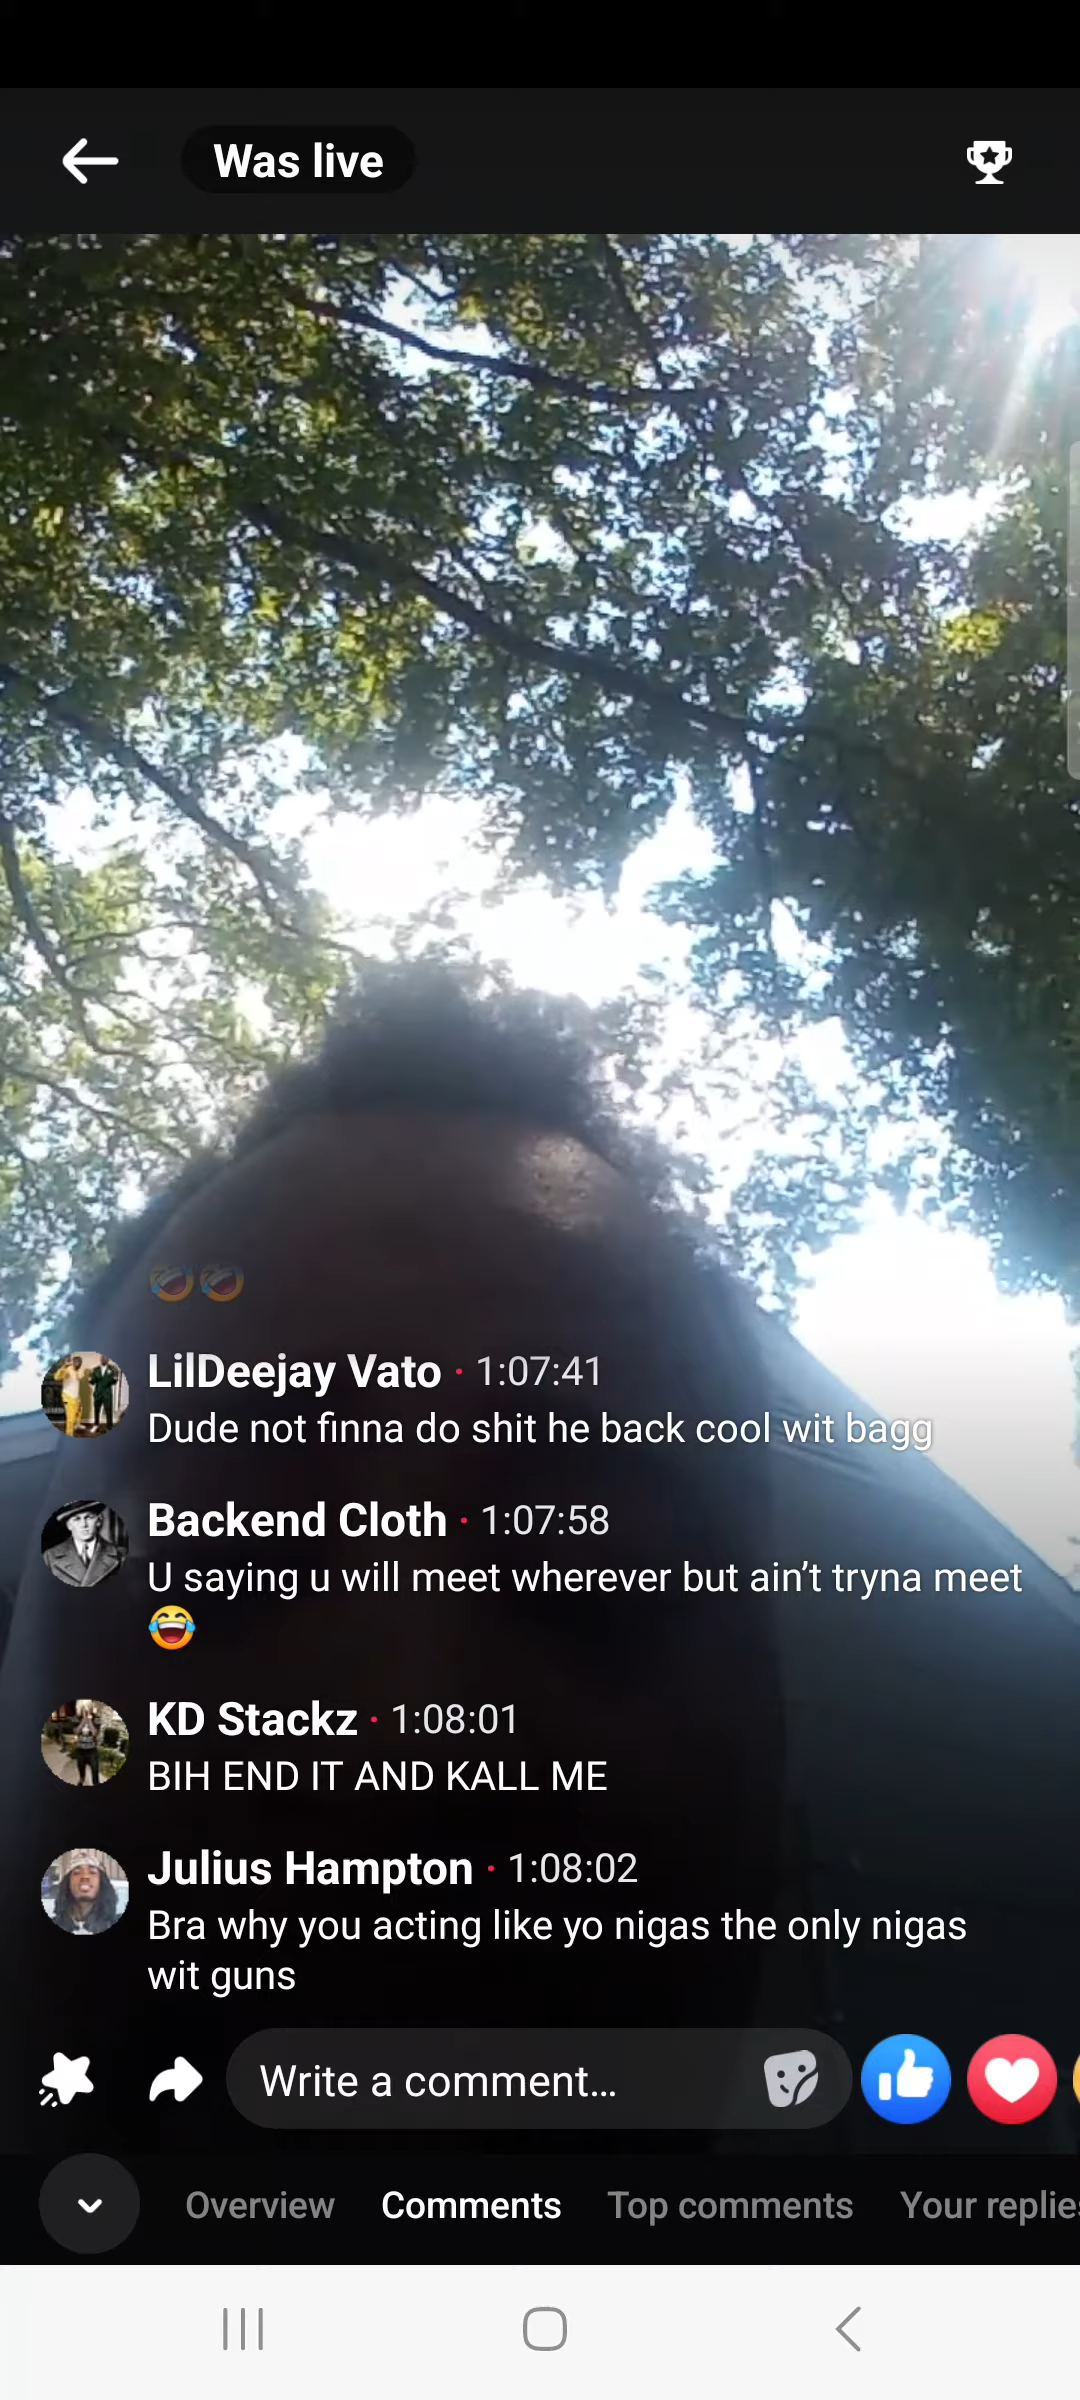 Was live
LilDeejay Vato · 1:07:41
Dude not finna do shit he back cool wit bagg
Backend Cloth · 1:07:58
U saying u will meet wherever but ain’t tryna meet
😂
KD Stackz · 1:08:01
BIH END IT AND KALL ME
Julius Hampton · 1:08:02
Bra why you acting like yo nigas the only nigas
wit guns
Write a comment...
Overview Comments Top comments Your replie